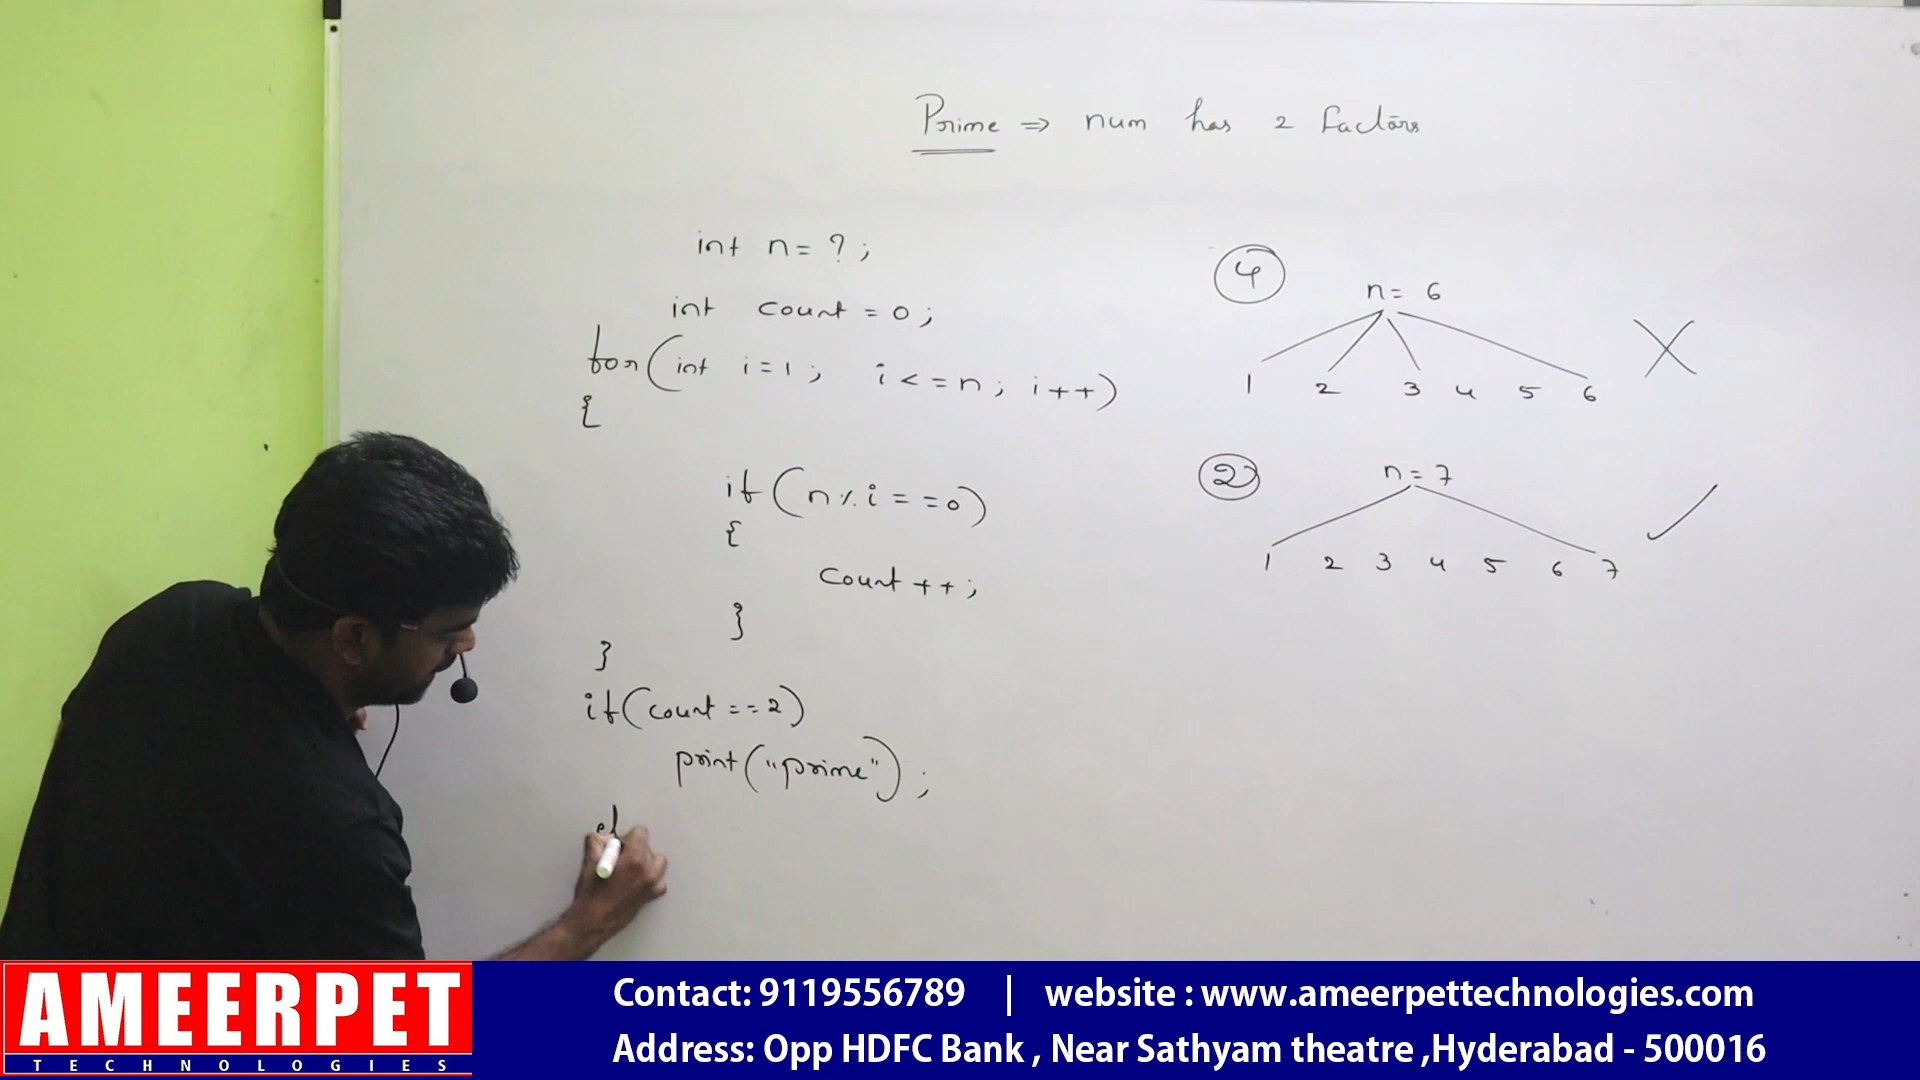 Prime => num has 2 factors
int n = ? ;
int count = 0 ;
for ( int i = 1 ; i < = n ; i + + )
{
if ( n % i = = 0 )
{
count + + ;
}
}
if ( count = = 2 )
print ( "prime" ) ;
el
4
n = 6
1 2 3 4 5 6
2
n = 7
1 2 3 4 5 6 7
AMEERPET
TECHNOLOGIES
Contact: 9119556789 | website : www.ameerpettechnologies.com
Address: Opp HDFC Bank , Near Sathyam theatre ,Hyderabad - 500016